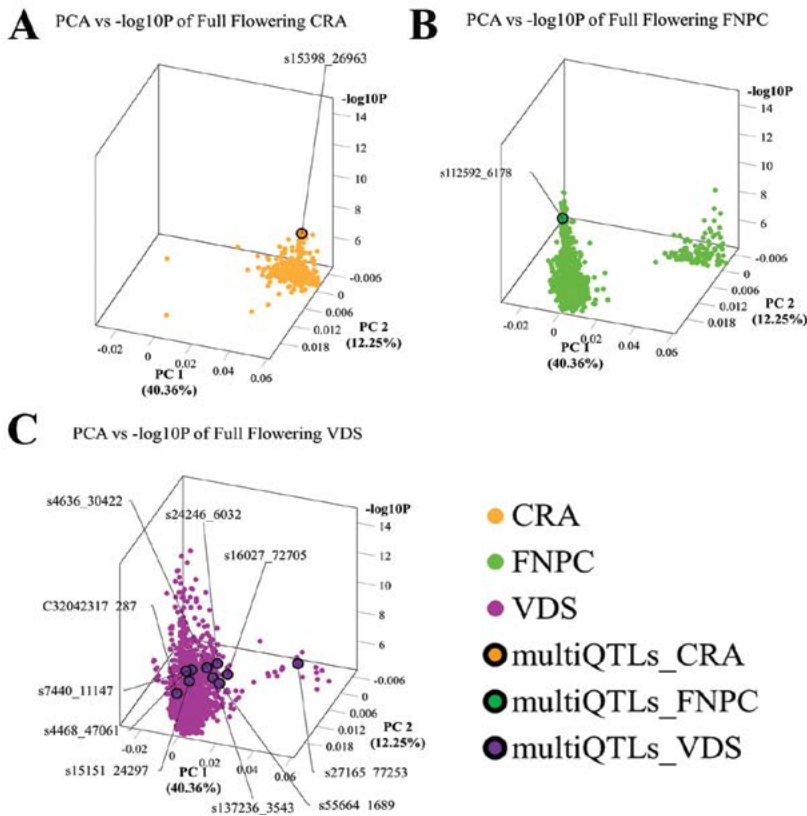 A
PCA vs -log10P of Full Flowering CRA
s15398_26963
-log10P
14
12
10
8
6
-0.006
0
0.006
0.012
0.018
PC 2
(12.25%)
-0.02
0
0.02
0.04
0.06
PC 1
(40.36%)
B
PCA vs -log10P of Full Flowering FNPC
s112592_6178
-log10P
14
12
10
8
6
-0.006
0
0.006
0.012
0.018
PC 2
(12.25%)
-0.02
0
0.02
0.04
0.06
PC 1
(40.36%)
C
PCA vs -log10P of Full Flowering VDS
s4636_30422
s24246_6032
s16027_72705
C32042317_287
s7440_11147
s4468_47061
s15151_24297
s137236_3543
s55664_1689
s27165_77253
-log10P
14
12
10
8
6
-0.006
0
0.006
0.012
0.018
PC 2
(12.25%)
-0.02
0
0.02
0.04
0.06
PC 1
(40.36%)
CRA
FNPC
VDS
multiQTLs_CRA
multiQTLs_FNPC
multiQTLs_VDS